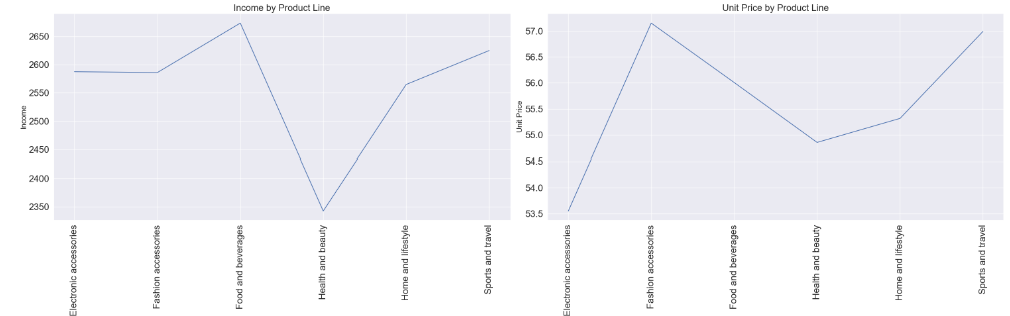 Income by Product Line
Income
2650
2600
2550
2500
2450
2400
2350
Electronic accessories
Fashion accessories
Food and beverages
Health and beauty
Home and lifestyle
Sports and travel
Unit Price by Product Line
Unit Price
57.0
56.5
56.0
55.5
55.0
54.5
54.0
53.5
Electronic accessories
Fashion accessories
Food and beverages
Health and beauty
Home and lifestyle
Sports and travel